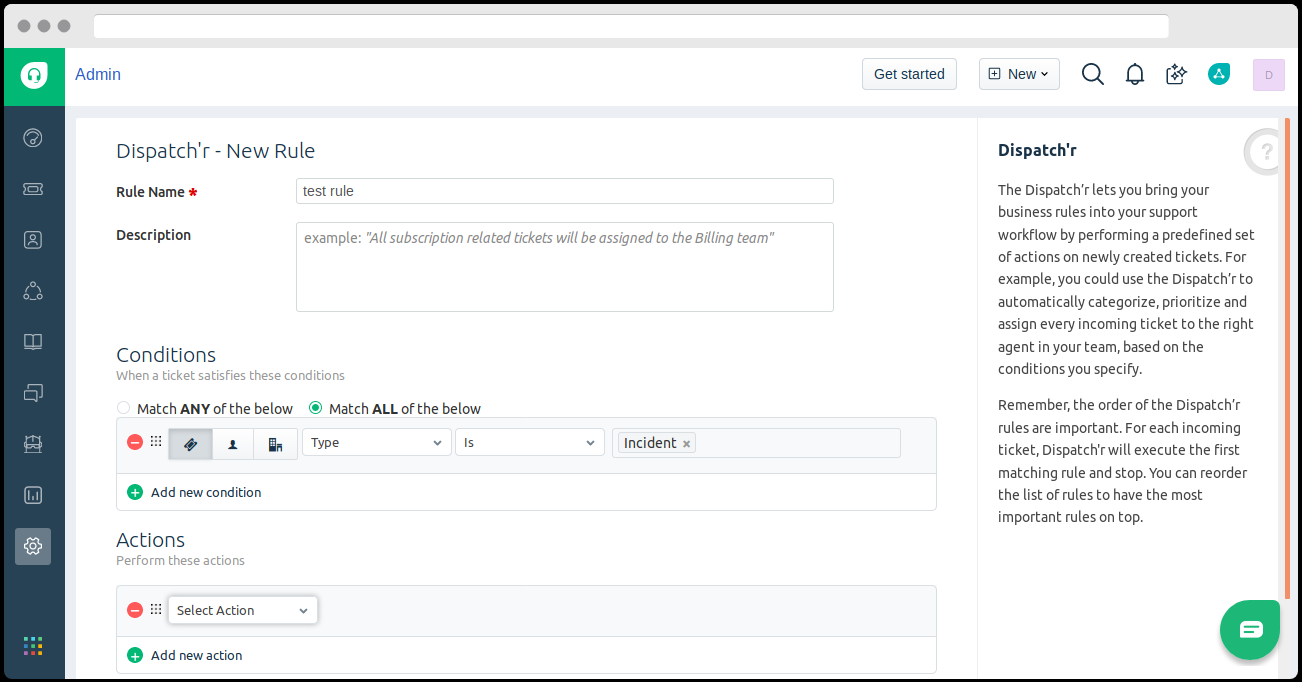 Admin
Get started
New
D
Dispatch'r - New Rule
Rule Name *
test rule
Description
example: "All subscription related tickets will be assigned to the Billing team"
Conditions
When a ticket satisfies these conditions
Match ANY of the below
Match ALL of the below
Type
Is
Incident ×
Add new condition
Actions
Perform these actions
Select Action
Add new action
Dispatch'r
?
The Dispatch’r lets you bring your
business rules into your support
workflow by performing a predefined set
of actions on newly created tickets. For
example, you could use the Dispatch’r to
automatically categorize, prioritize and
assign every incoming ticket to the right
agent in your team, based on the
conditions you specify.
Remember, the order of the Dispatch’r
rules are important. For each incoming
ticket, Dispatch'r will execute the first
matching rule and stop. You can reorder
the list of rules to have the most
important rules on top.